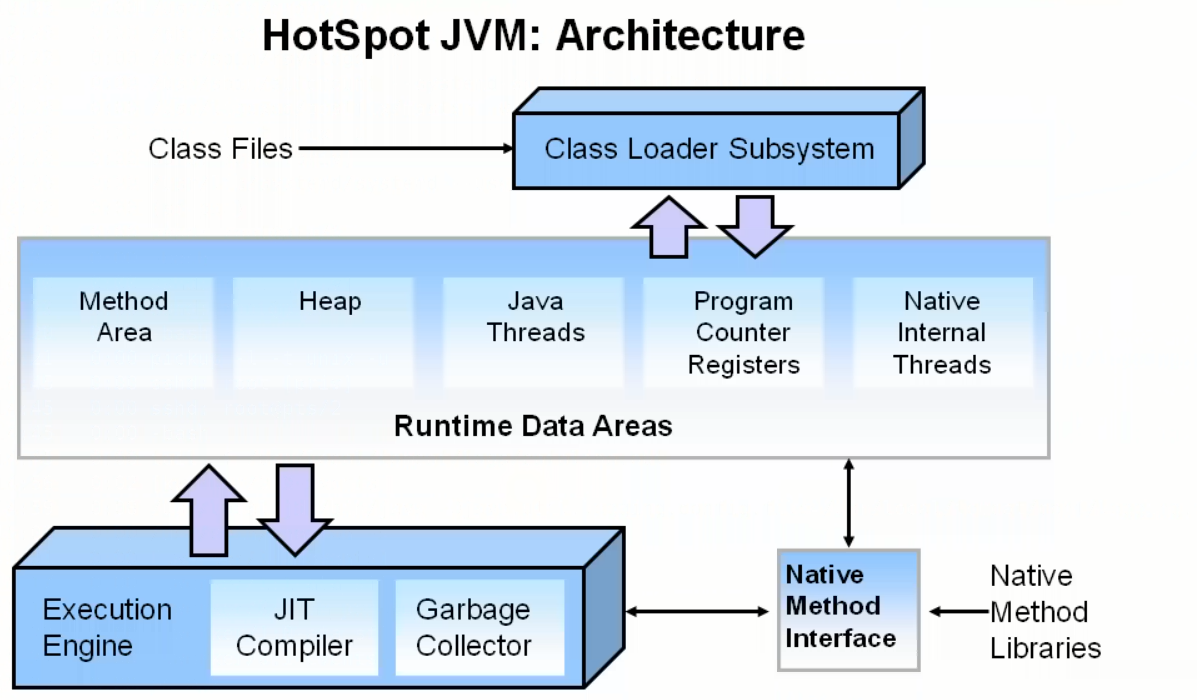 HotSpot JVM: Architecture
Class Files
Class Loader Subsystem
Method
Area
Heap
Java
Threads
Program
Counter
Registers
Native
Internal
Threads
Runtime Data Areas
Execution
Engine
JIT
Compiler
Garbage
Collector
Native
Method
Interface
Native
Method
Libraries